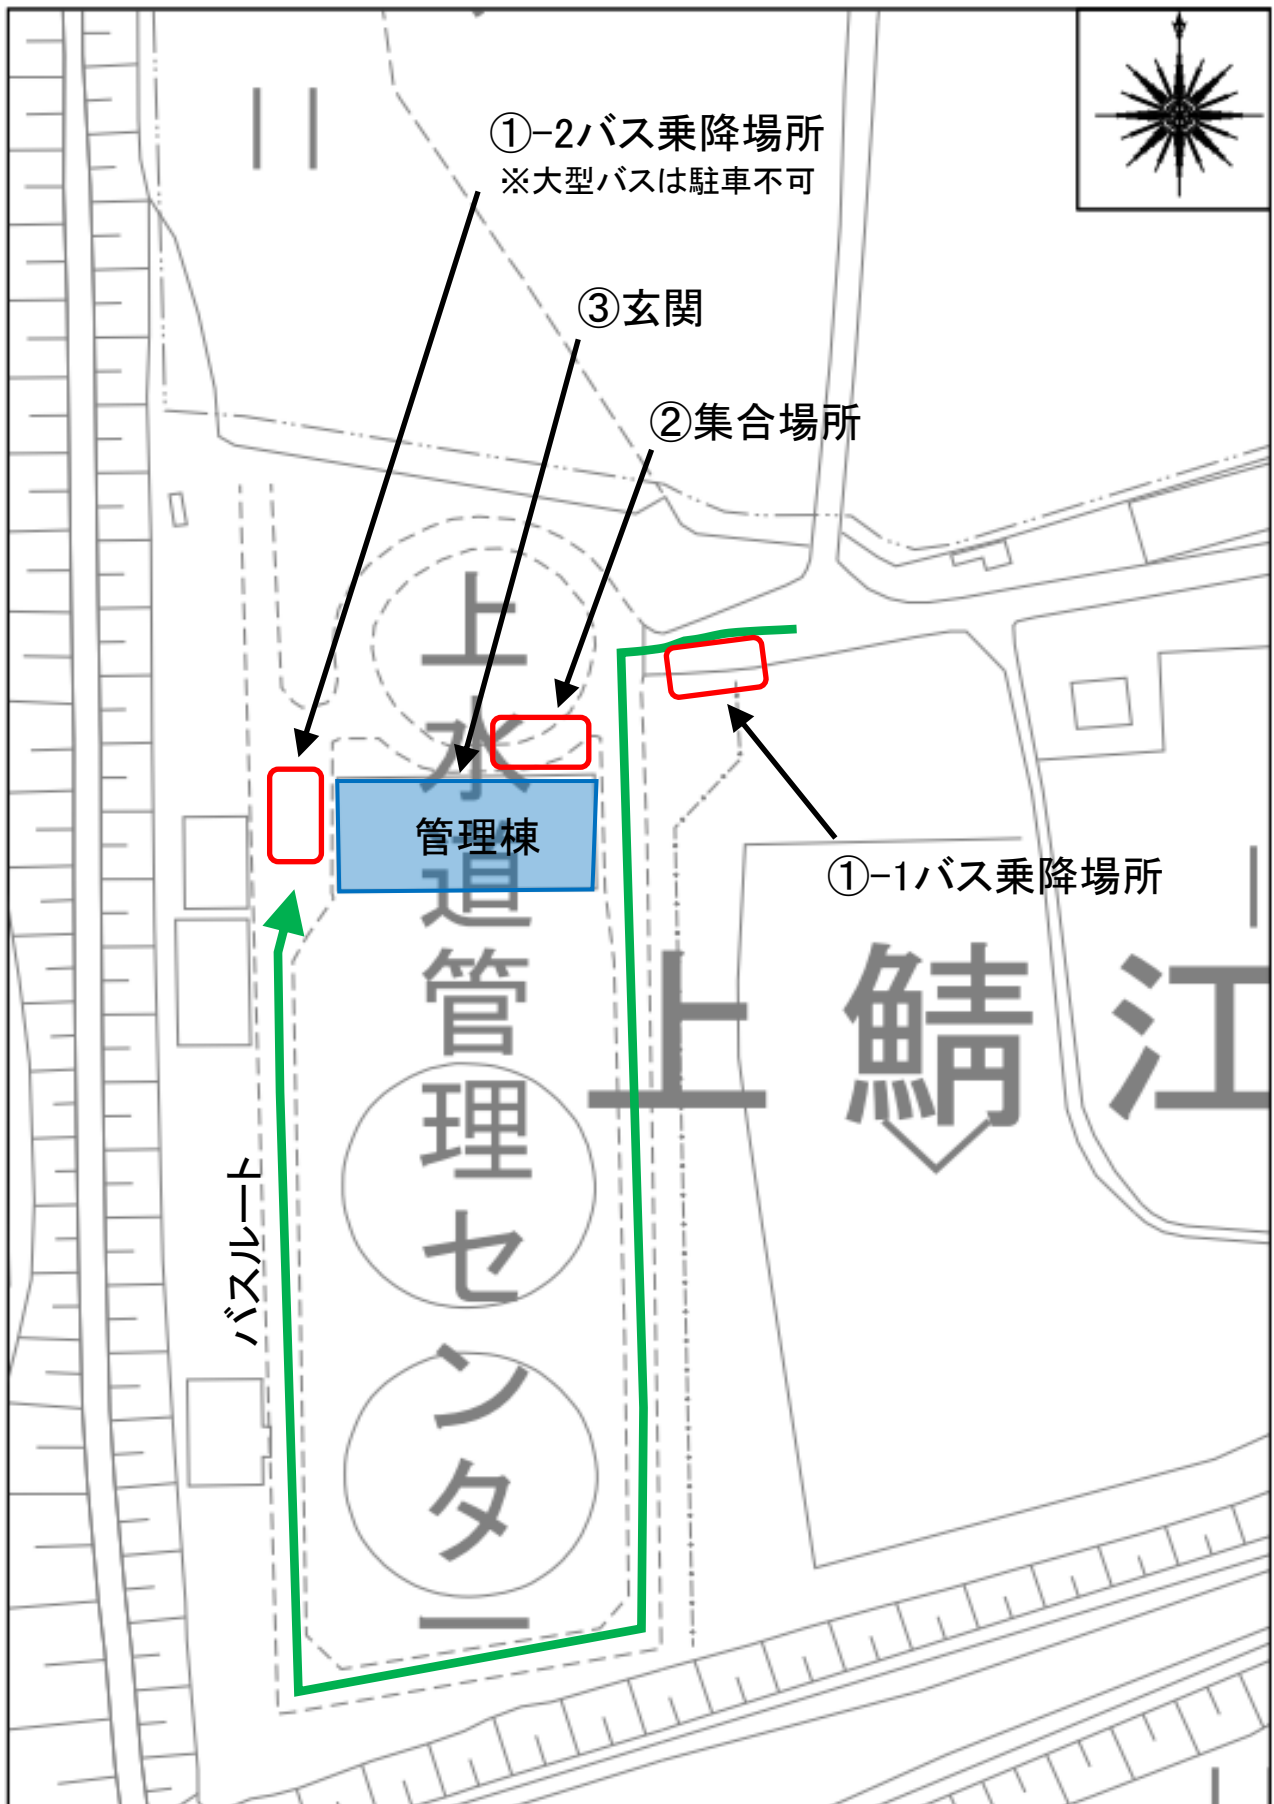 ①-2バス乗降場所
※大型バスは駐車不可
③玄関
②集合場所
上水道管理センター
管理棟
①-1バス乗降場所
上鯖江
バスルート